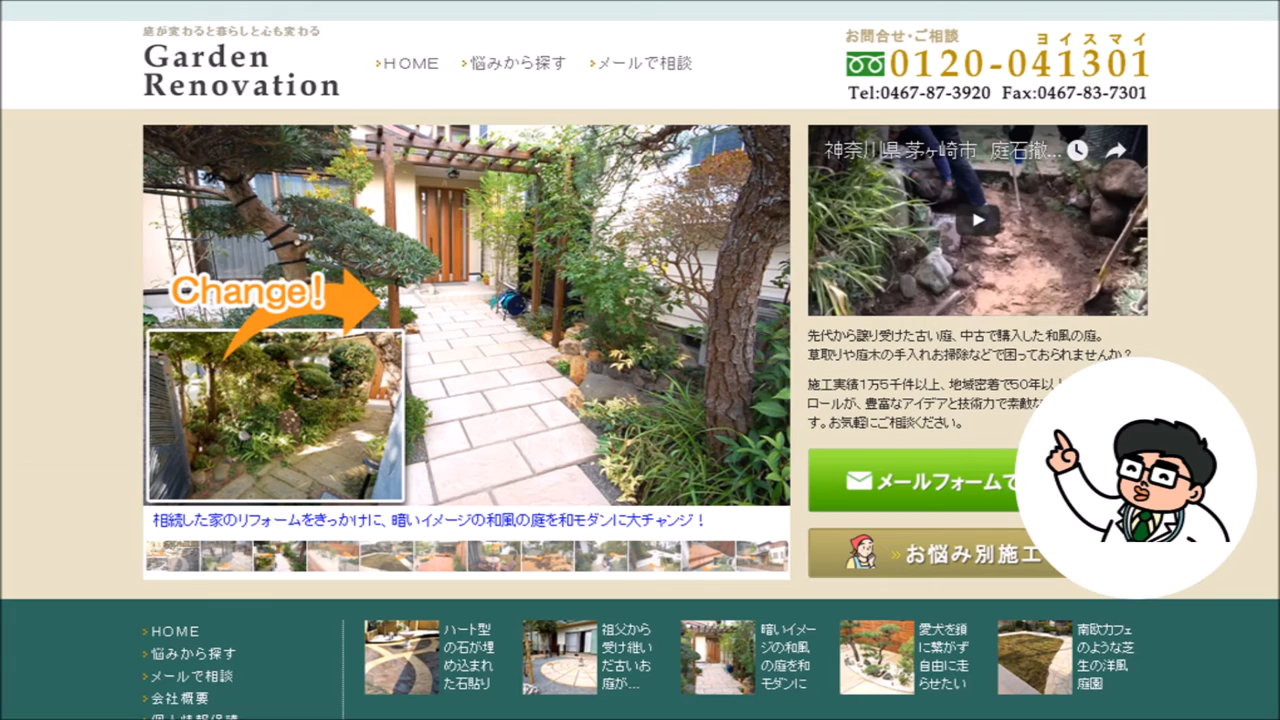 庭が変わると暮らしと心も変わる
Garden
Renovation
HOME
悩みから探す
メールで相談
お問合せ・ご相談
ヨイスマイ
0120-041301
Tel:0467-87-3920 Fax:0467-83-7301
Change!
相続した家のリフォームをきっかけに、暗いイメージの和風の庭を和モダンに大チャンジ！
神奈川県 茅ヶ崎市 庭石撤...
先代から譲り受けた古い庭、中古で購入した和風の庭。
草取りや庭木の手入れお掃除などで困っておられませんか？
施工実績1万5千件以上、地域密着で50年以
ロールが、豊富なアイデアと技術力で素敵
す。お気軽にご相談ください。
メールフォームで
» お悩み別施工
HOME
悩みから探す
メールで相談
会社概要
個人情報保護
ハート型
の石が埋
め込まれ
た石貼り
祖父から
受け継い
だ古いお
庭が...
暗いイメー
ジの和風
の庭を和
モダンに
愛犬を鎖
に繋がず
自由に走
らせたい
南欧カフェ
のような芝
生の洋風
庭園